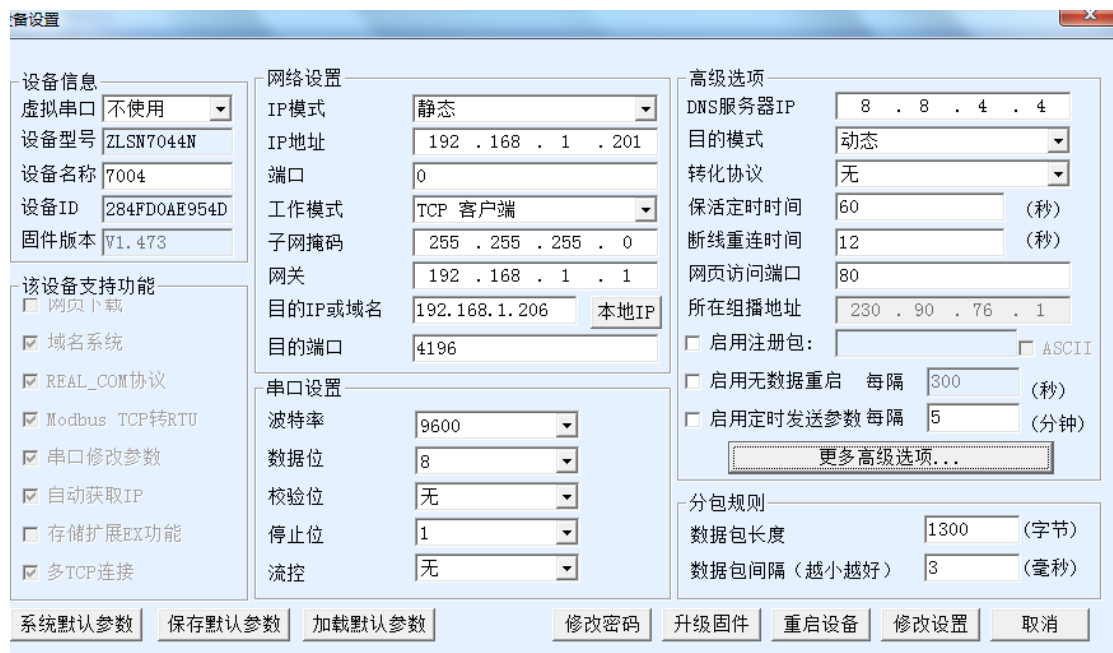 备设置
设备信息
虚拟串口 不使用
设备型号 ZLSN7044N
设备名称 7004
设备ID 284FD0AE954D
固件版本 V1.473
该设备支持功能
网页下载
域名系统
REAL_COM协议
Modbus TCP转RTU
串口修改参数
自动获取IP
存储扩展EX功能
多TCP连接
网络设置
IP模式 静态
IP地址 192 . 168 . 1 . 201
端口 0
工作模式 TCP 客户端
子网掩码 255 . 255 . 255 . 0
网关 192 . 168 . 1 . 1
目的IP或域名 192.168.1.206 本地IP
目的端口 4196
串口设置
波特率 9600
数据位 8
校验位 无
停止位 1
流控 无
高级选项
DNS服务器IP 8 . 8 . 4 . 4
目的模式 动态
转化协议 无
保活定时时间 60 (秒)
断线重连时间 12 (秒)
网页访问端口 80
所在组播地址 230 . 90 . 76 . 1
启用注册包: ASCII
启用无数据重启 每隔 300 (秒)
启用定时发送参数 每隔 5 (分钟)
更多高级选项...
分包规则
数据包长度 1300 (字节)
数据包间隔（越小越好） 3 (毫秒)
系统默认参数 保存默认参数 加载默认参数 修改密码 升级固件 重启设备 修改设置 取消